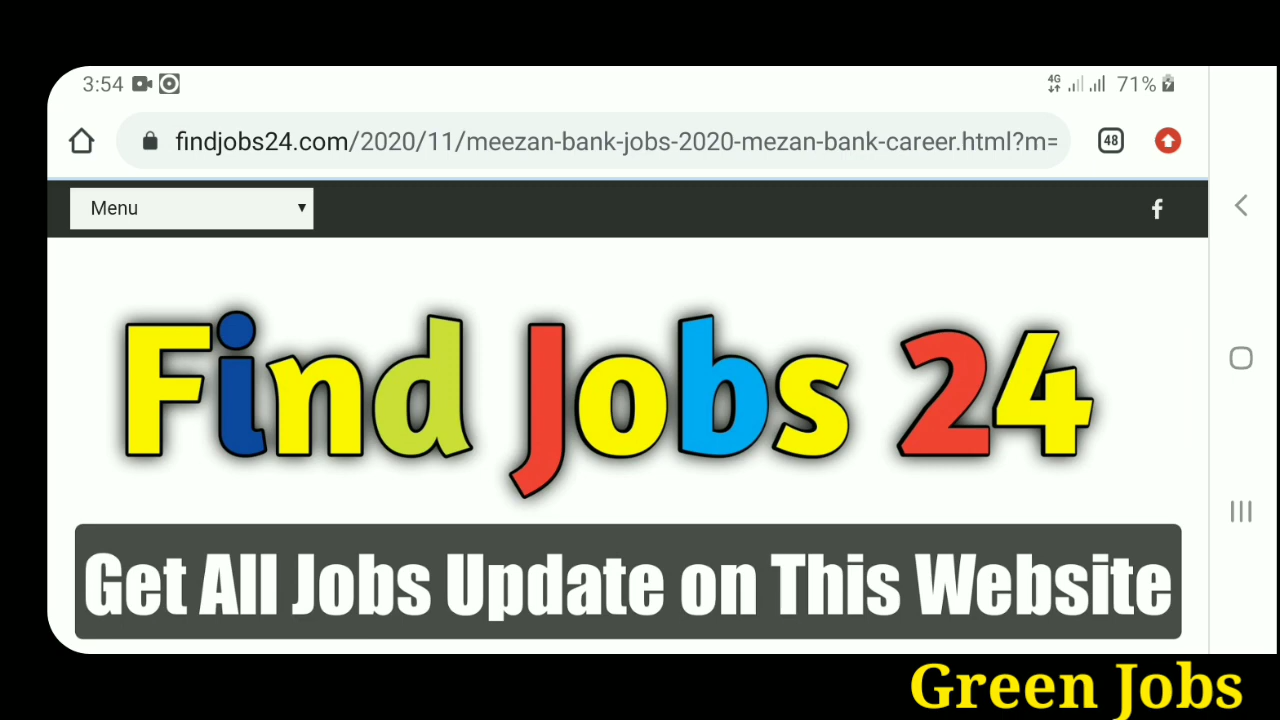 3:54 4G 71%
findjobs24.com/2020/11/meezan-bank-jobs-2020-mezan-bank-career.html?m= 48
Menu
Find Jobs 24
Get All Jobs Update on This Website
Green Jobs